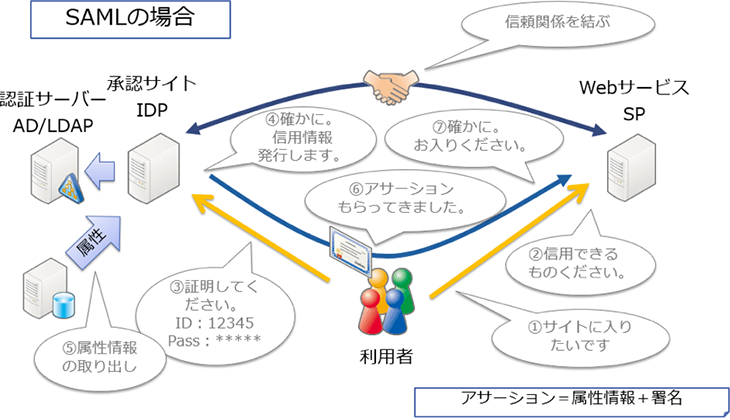 SAMLの場合
信頼関係を結ぶ
認証サーバー
AD/LDAP
承認サイト
IDP
Webサービス
SP
④確かに。
信用情報
発行します。
⑦確かに。
お入りください。
⑥アサーション
もらってきました。
属性
②信用できる
ものください。
③証明してく
ださい。
ID：12345
Pass：*****
①サイトに入り
たいです
⑤属性情報
の取り出し
利用者
アサーション＝属性情報＋署名